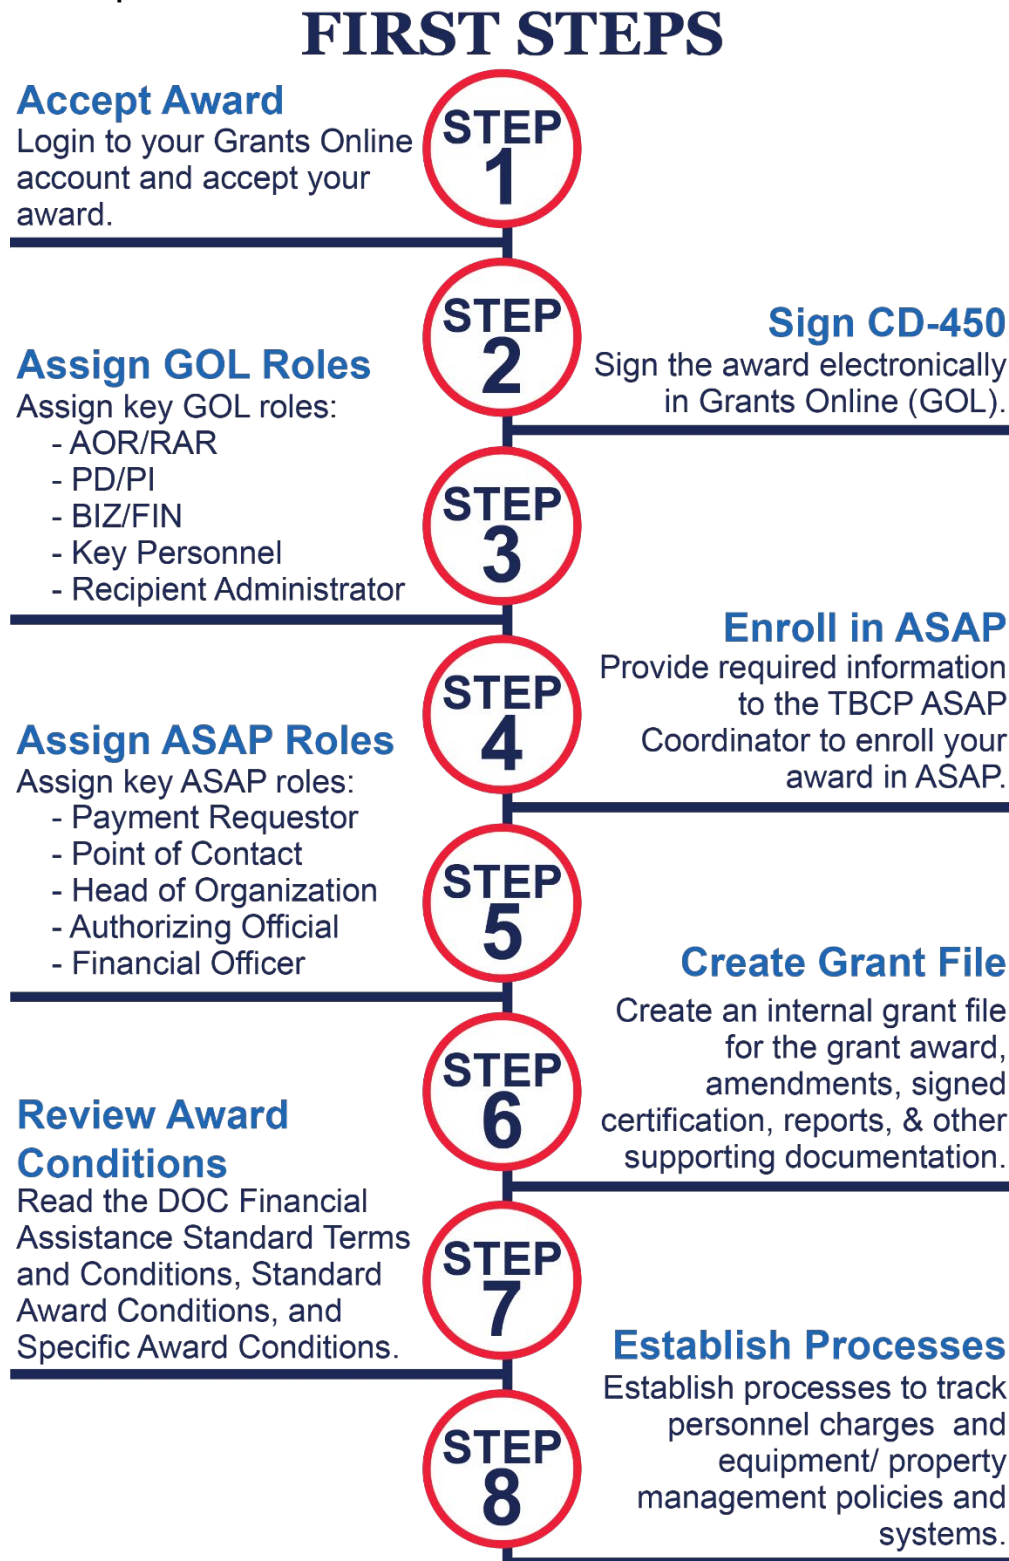 FIRST STEPS
STEP
1
Accept Award
Login to your Grants Online
account and accept your
award.
STEP
2
Sign CD-450
Sign the award electronically
in Grants Online (GOL).
STEP
3
Assign GOL Roles
Assign key GOL roles:
- AOR/RAR
- PD/PI
- BIZ/FIN
- Key Personnel
- Recipient Administrator
STEP
4
Enroll in ASAP
Provide required information
to the TBCP ASAP
Coordinator to enroll your
award in ASAP.
STEP
5
Assign ASAP Roles
Assign key ASAP roles:
- Payment Requestor
- Point of Contact
- Head of Organization
- Authorizing Official
- Financial Officer
STEP
6
Create Grant File
Create an internal grant file
for the grant award,
amendments, signed
certification, reports, & other
supporting documentation.
STEP
7
Review Award
Conditions
Read the DOC Financial
Assistance Standard Terms
and Conditions, Standard
Award Conditions, and
Specific Award Conditions.
STEP
8
Establish Processes
Establish processes to track
personnel charges  and
equipment/ property
management policies and
systems.